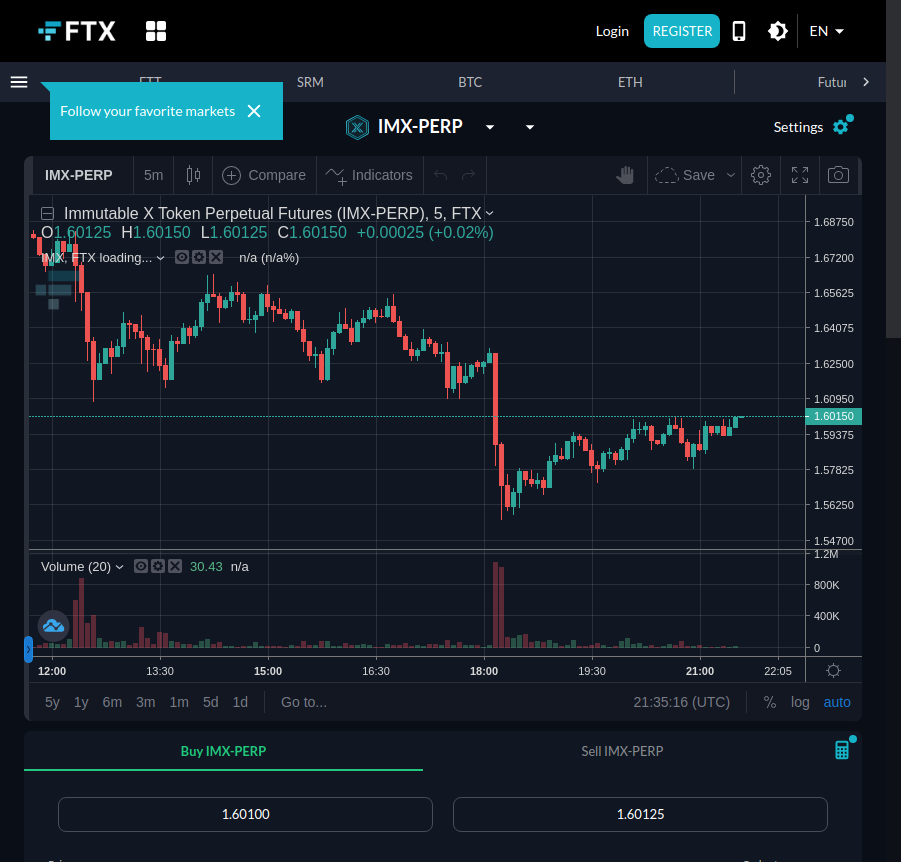 FTX
Login REGISTER EN
FTT SRM BTC ETH Futur
Follow your favorite markets
IMX-PERP
Settings
IMX-PERP 5m Compare Indicators Save
Immutable X Token Perpetual Futures (IMX-PERP), 5, FTX
O1.60125 H1.60150 L1.60125 C1.60150 +0.00025 (+0.02%)
IMX, FTX loading... n/a (n/a%)
1.68750
1.67200
1.65625
1.64075
1.62500
1.60950
1.60150
1.59375
1.57825
1.56250
1.54700
1.2M
Volume (20) 30.43 n/a
800K
400K
0
12:00 13:30 15:00 16:30 18:00 19:30 21:00 22:05
5y 1y 6m 3m 1m 5d 1d Go to... 21:35:16 (UTC) % log auto
Buy IMX-PERP Sell IMX-PERP
1.60100 1.60125